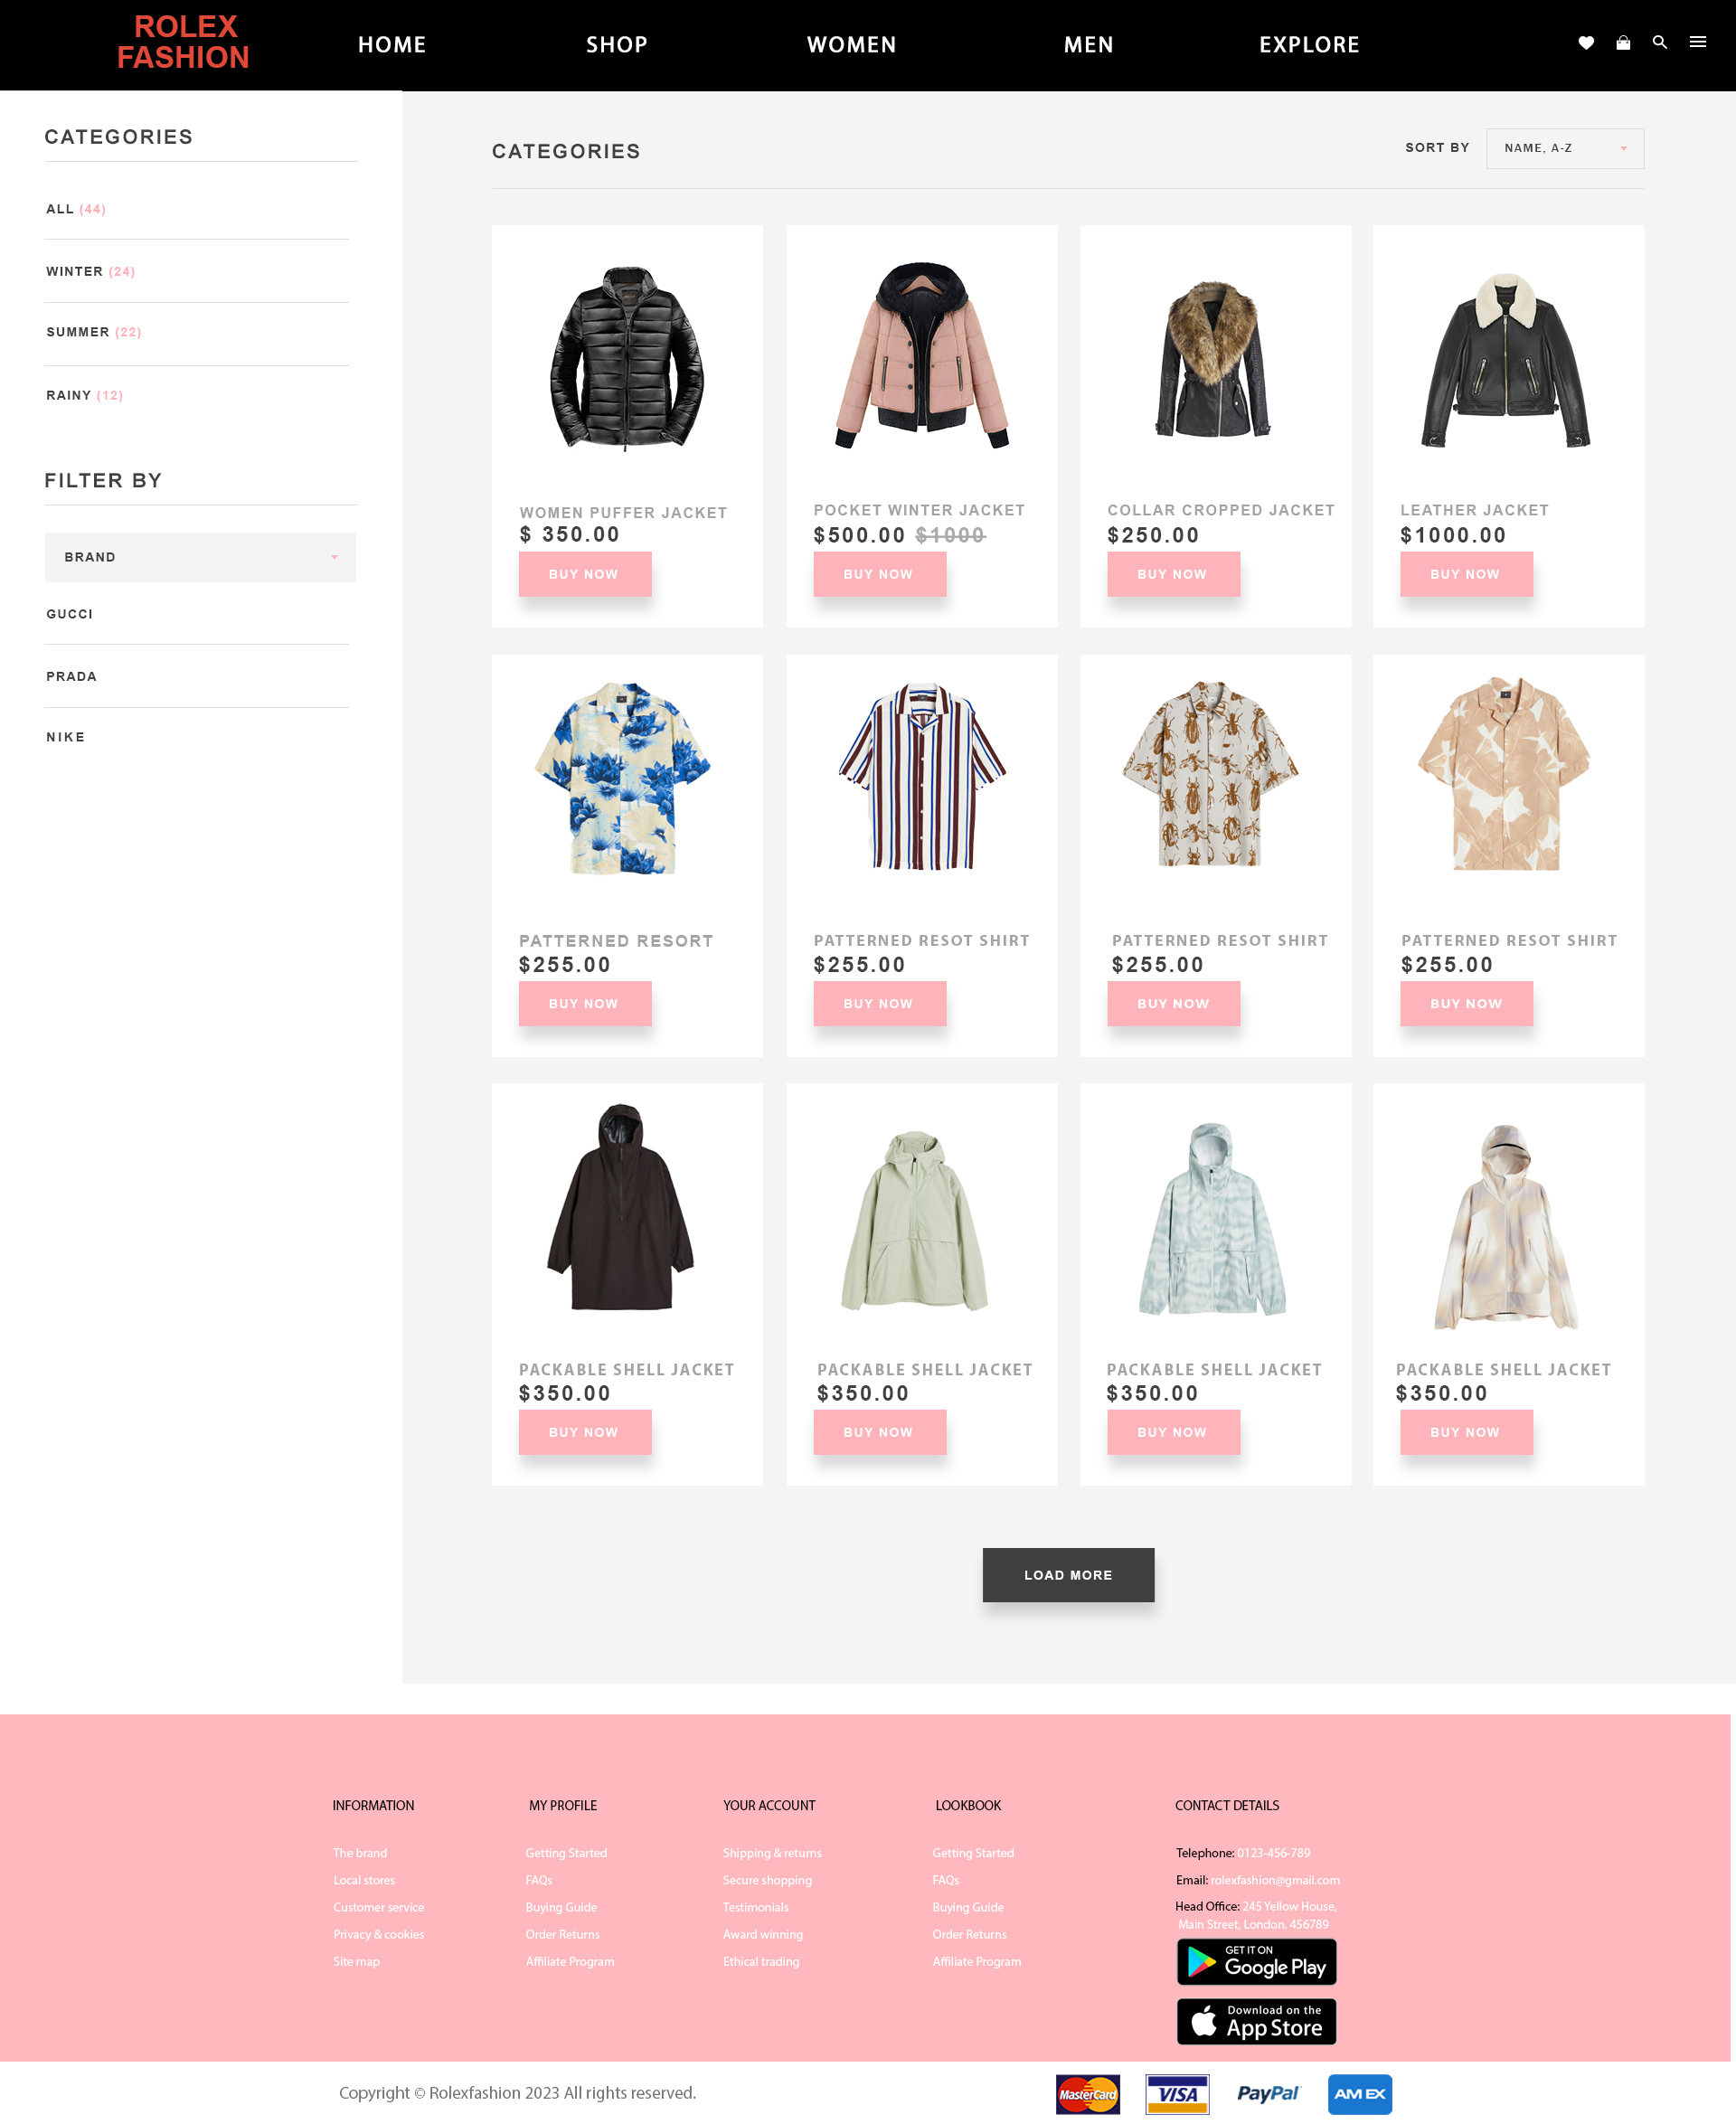 ROLEX
FASHION
HOME
SHOP
WOMEN
MEN
EXPLORE
CATEGORIES
ALL (44)
WINTER (24)
SUMMER (22)
RAINY (12)
FILTER BY
BRAND
GUCCI
PRADA
NIKE
CATEGORIES
SORT BY
NAME, A-Z
WOMEN PUFFER JACKET
$ 350.00
BUY NOW
POCKET WINTER JACKET
$500.00 $1000
BUY NOW
COLLAR CROPPED JACKET
$250.00
BUY NOW
LEATHER JACKET
$1000.00
BUY NOW
PATTERNED RESORT
$255.00
BUY NOW
PATTERNED RESOT SHIRT
$255.00
BUY NOW
PATTERNED RESOT SHIRT
$255.00
BUY NOW
PATTERNED RESOT SHIRT
$255.00
BUY NOW
PACKABLE SHELL JACKET
$350.00
BUY NOW
PACKABLE SHELL JACKET
$350.00
BUY NOW
PACKABLE SHELL JACKET
$350.00
BUY NOW
PACKABLE SHELL JACKET
$350.00
BUY NOW
LOAD MORE
INFORMATION
The brand
Local stores
Customer service
Privacy & cookies
Site map
MY PROFILE
Getting Started
FAQs
Buying Guide
Order Returns
Affiliate Program
YOUR ACCOUNT
Shipping & returns
Secure shopping
Testimonials
Award winning
Ethical trading
LOOKBOOK
Getting Started
FAQs
Buying Guide
Order Returns
Affiliate Program
CONTACT DETAILS
Telephone: 0123-456-789
Email: rolexfashion@gmail.com
Head Office: 245 Yellow House,
Main Street, London. 456789
GET IT ON
Google Play
Download on the
App Store
Copyright © Rolexfashion 2023 All rights reserved.
MasterCard
VISA
PayPal
AM EX